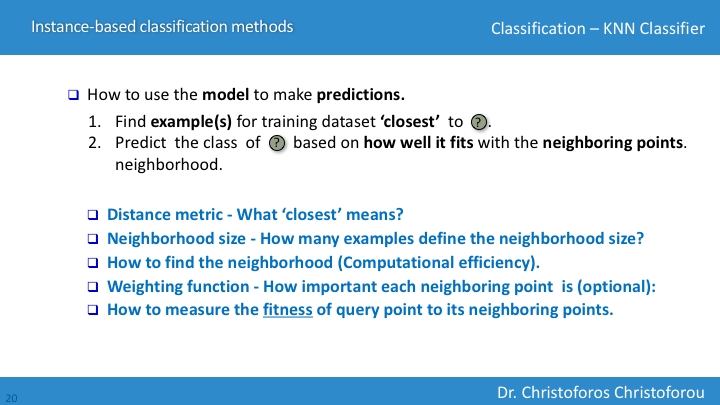 Instance-based classification methods
Classification – KNN Classifier
❑ How to use the model to make predictions.
1. Find example(s) for training dataset ‘closest’ to ?.
2. Predict the class of ? based on how well it fits with the neighboring points.
neighborhood.
❑ Distance metric - What ‘closest’ means?
❑ Neighborhood size - How many examples define the neighborhood size?
❑ How to find the neighborhood (Computational efficiency).
❑ Weighting function - How important each neighboring point is (optional):
❑ How to measure the fitness of query point to its neighboring points.
20
Dr. Christoforos Christoforou